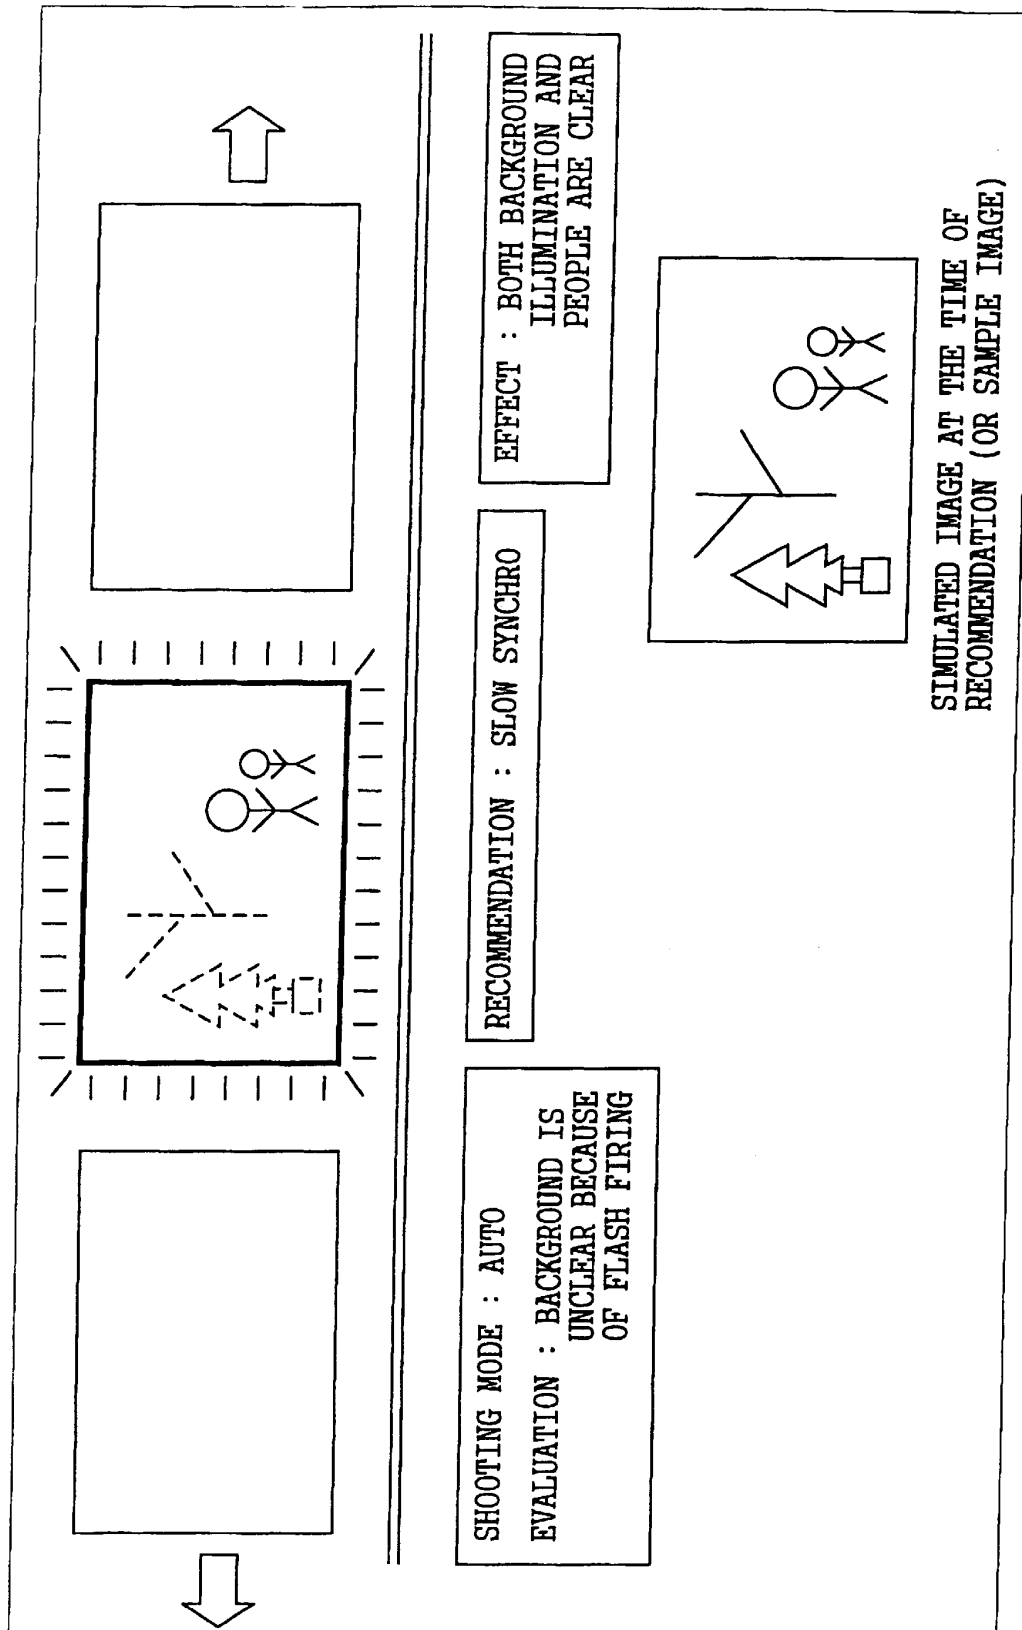 SHOOTING MODE : AUTO
EVALUATION : BACKGROUND IS
UNCLEAR BECAUSE
OF FLASH FIRING
RECOMMENDATION : SLOW SYNCHRO
EFFECT : BOTH BACKGROUND
ILLUMINATION AND
PEOPLE ARE CLEAR
SIMULATED IMAGE AT THE TIME OF
RECOMMENDATION (OR SAMPLE IMAGE)